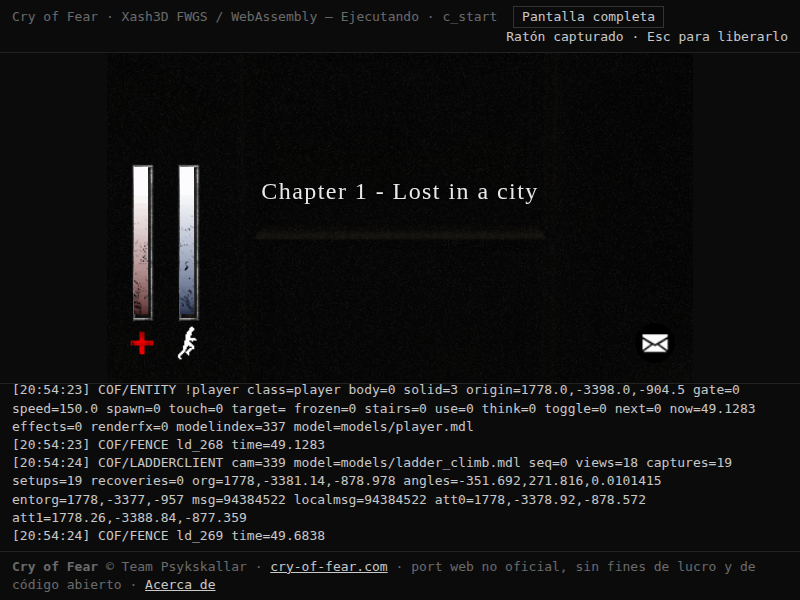 Cry of Fear · Xash3D FWGS / WebAssembly — Ejecutando · c_start Pantalla completa
Ratón capturado · Esc para liberarlo
Chapter 1 - Lost in a city
[20:54:23] COF/ENTITY !player class=player body=0 solid=3 origin=1778.0,-3398.0,-904.5 gate=0
speed=150.0 spawn=0 touch=0 target= frozen=0 stairs=0 use=0 think=0 toggle=0 next=0 now=49.1283
effects=0 renderfx=0 modelindex=337 model=models/player.mdl
[20:54:23] COF/FENCE ld_268 time=49.1283
[20:54:24] COF/LADDERCLIENT cam=339 model=models/ladder_climb.mdl seq=0 views=18 captures=19
setups=19 recoveries=0 org=1778,-3381.14,-878.978 angles=-351.692,271.816,0.0101415
entorg=1778,-3377,-957 msg=94384522 localmsg=94384522 att0=1778,-3378.92,-878.572
att1=1778.26,-3388.84,-877.359
[20:54:24] COF/FENCE ld_269 time=49.6838
Cry of Fear © Team Psyskallar · cry-of-fear.com · port web no oficial, sin fines de lucro y de
código abierto · Acerca de